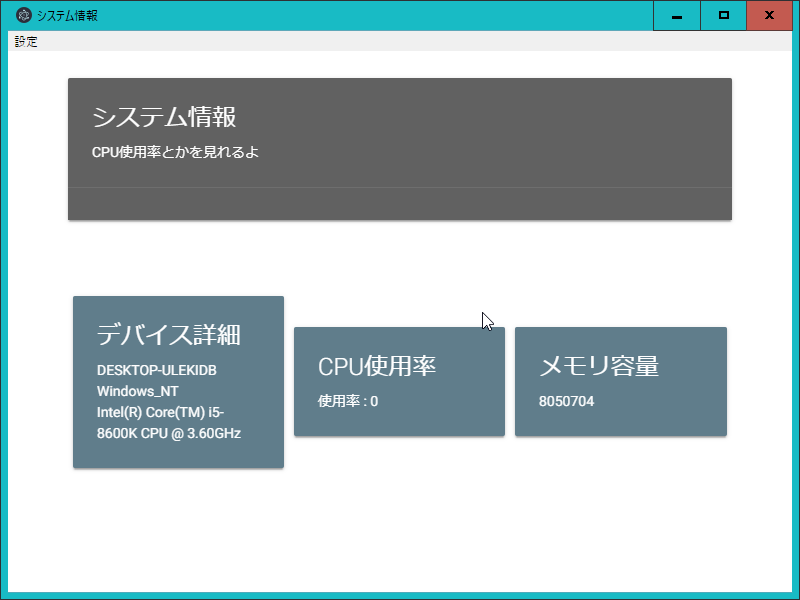 システム情報
設定
システム情報
CPU使用率とかを見れるよ
デバイス詳細
DESKTOP-ULEKIDB
Windows_NT
Intel(R) Core(TM) i5-
8600K CPU @ 3.60GHz
CPU使用率
使用率 : 0
メモリ容量
8050704